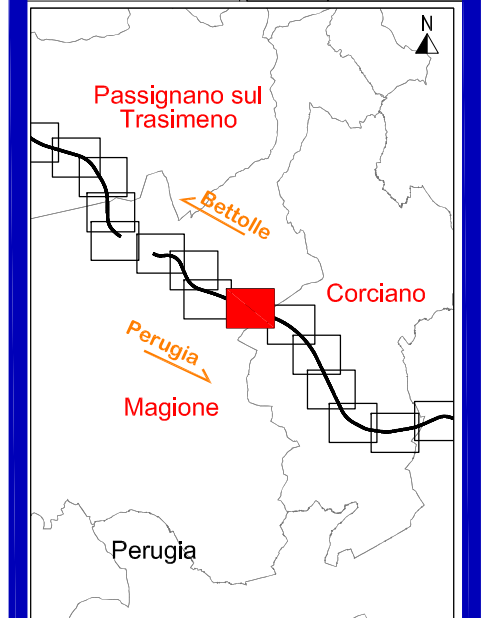 N
Passignano sul
Trasimeno
Bettolle
Corciano
Perugia
Magione
Perugia